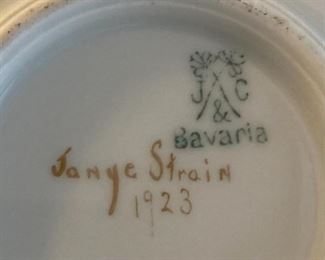 J C
&
Bavaria
Janye Strain
1923